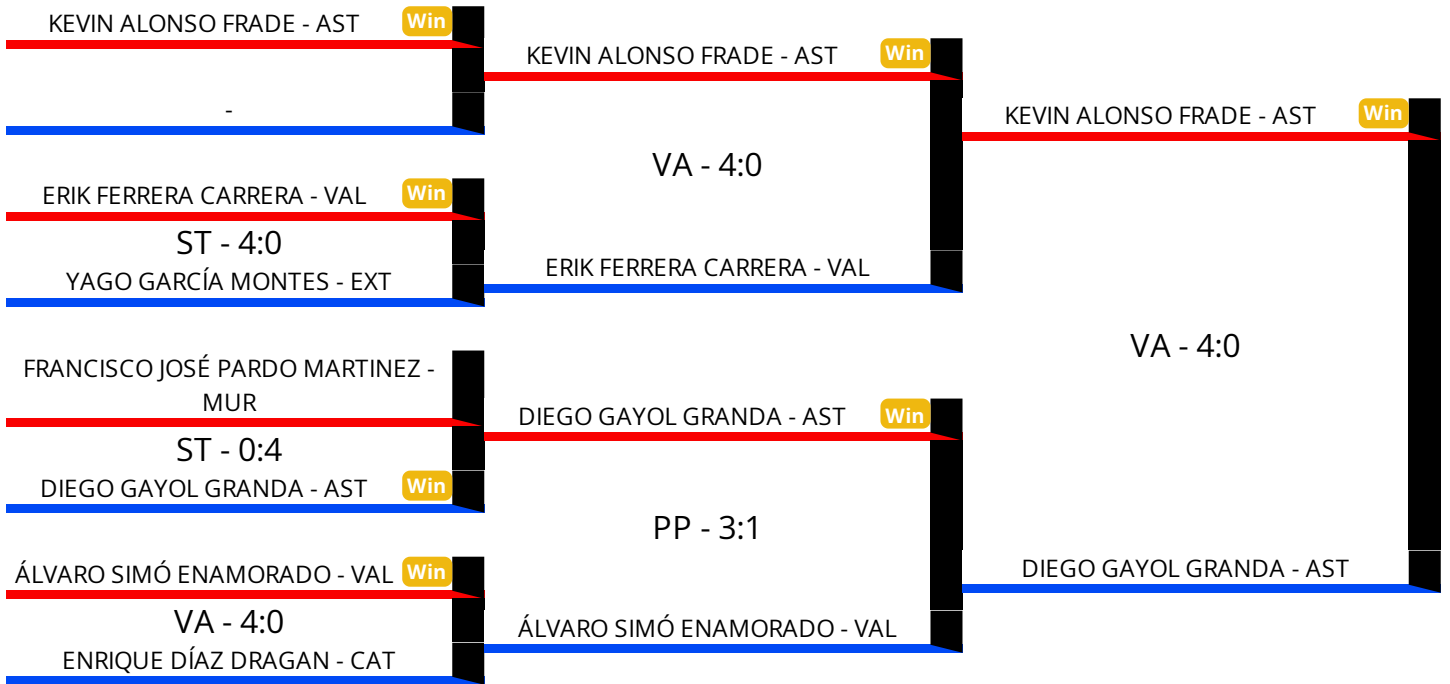 KEVIN ALONSO FRADE - AST Win
-
ERIK FERRERA CARRERA - VAL Win
ST - 4:0
YAGO GARCÍA MONTES - EXT
FRANCISCO JOSÉ PARDO MARTINEZ -
MUR
ST - 0:4
DIEGO GAYOL GRANDA - AST Win
ÁLVARO SIMÓ ENAMORADO - VAL Win
VA - 4:0
ENRIQUE DÍAZ DRAGAN - CAT
KEVIN ALONSO FRADE - AST Win
VA - 4:0
ERIK FERRERA CARRERA - VAL
DIEGO GAYOL GRANDA - AST Win
PP - 3:1
ÁLVARO SIMÓ ENAMORADO - VAL
KEVIN ALONSO FRADE - AST Win
VA - 4:0
DIEGO GAYOL GRANDA - AST